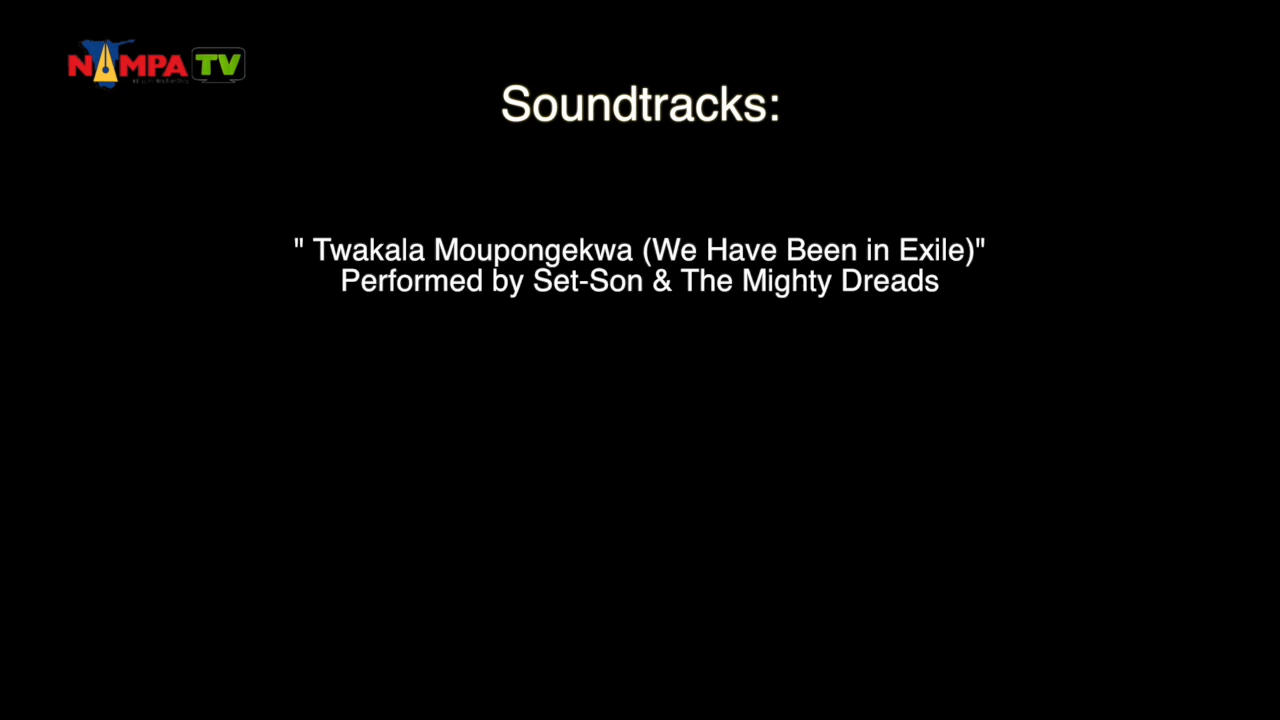 NAMPA TV
Soundtracks:
" Twakala Moupongekwa (We Have Been in Exile)"
Performed by Set-Son & The Mighty Dreads